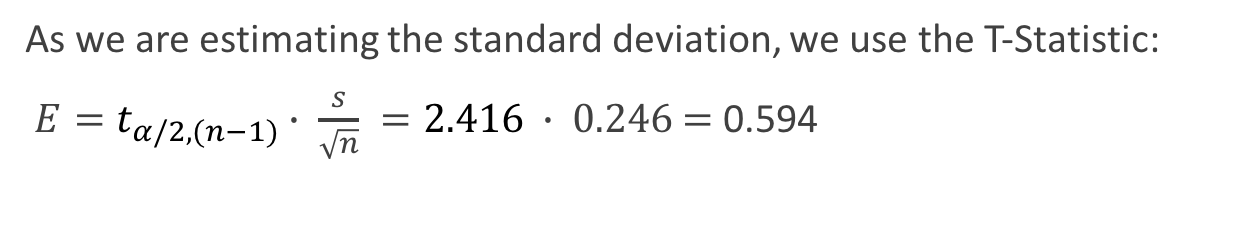 As we are estimating the standard deviation, we use the T-Statistic:
E = t_{α/2,(n−1)} · s/√n = 2.416 · 0.246 = 0.594